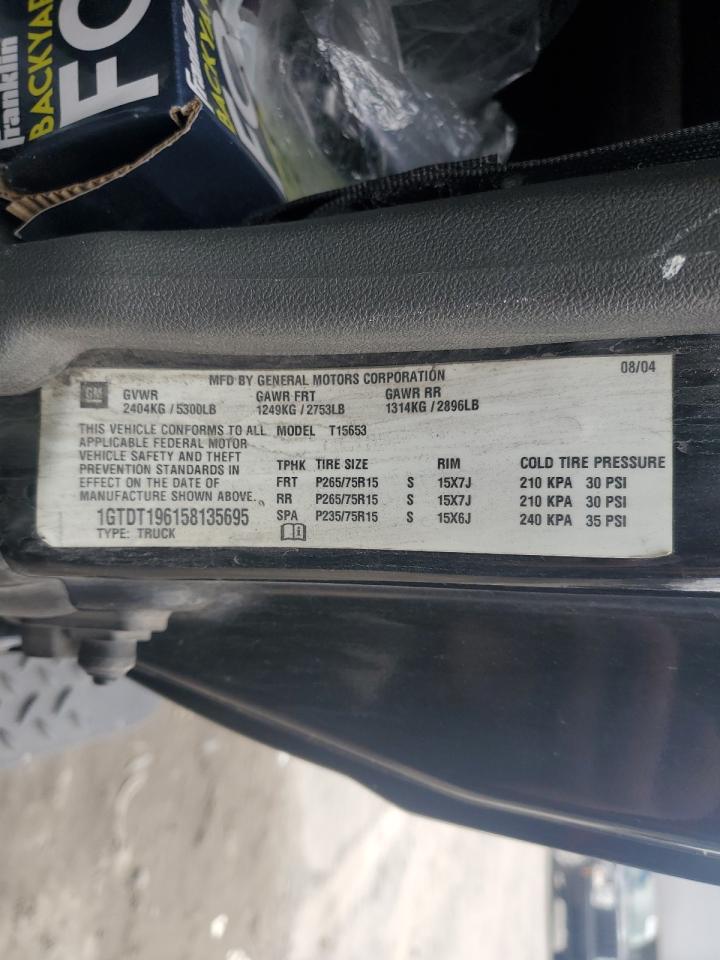 Franklin
BACKYARD
FO
Franklin
BACKYAR
MFD BY GENERAL MOTORS CORPORATION 08/04
GM GVWR GAWR FRT GAWR RR
2404KG / 5300LB 1249KG / 2753LB 1314KG / 2896LB
THIS VEHICLE CONFORMS TO ALL MODEL T15653
APPLICABLE FEDERAL MOTOR
VEHICLE SAFETY AND THEFT
PREVENTION STANDARDS IN
EFFECT ON THE DATE OF
MANUFACTURE SHOWN ABOVE.
TPHK TIRE SIZE RIM COLD TIRE PRESSURE
FRT P265/75R15 S 15X7J 210 KPA 30 PSI
RR P265/75R15 S 15X7J 210 KPA 30 PSI
SPA P235/75R15 S 15X6J 240 KPA 35 PSI
1GTDT196158135695
TYPE: TRUCK